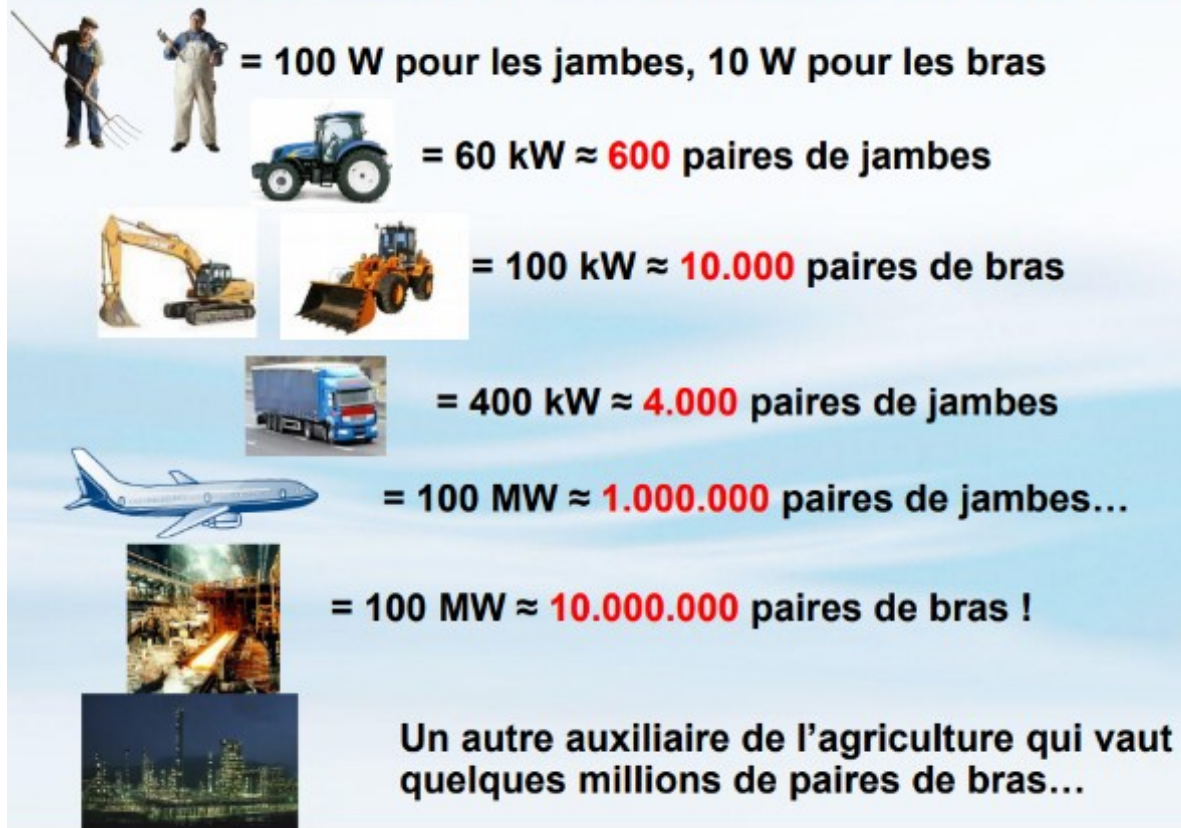 = 100 W pour les jambes, 10 W pour les bras
= 60 kW ≈ 600 paires de jambes
= 100 kW ≈ 10.000 paires de bras
= 400 kW ≈ 4.000 paires de jambes
= 100 MW ≈ 1.000.000 paires de jambes…
= 100 MW ≈ 10.000.000 paires de bras !
Un autre auxiliaire de l’agriculture qui vaut
quelques millions de paires de bras…